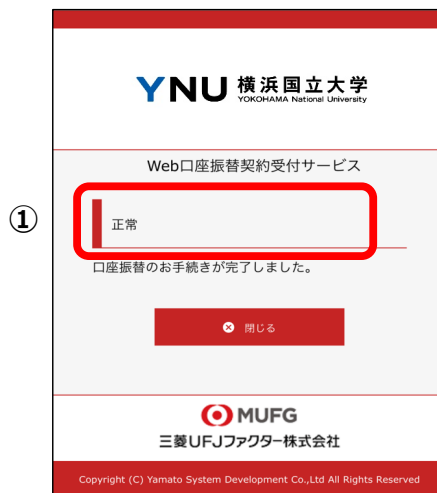 YNU 横浜国立大学
YOKOHAMA National University
Web口座振替契約受付サービス
①
正常
口座振替のお手続きが完了しました。
閉じる
MUFG
三菱UFJファクター株式会社
Copyright (C) Yamato System Development Co.,Ltd All Rights Reserved